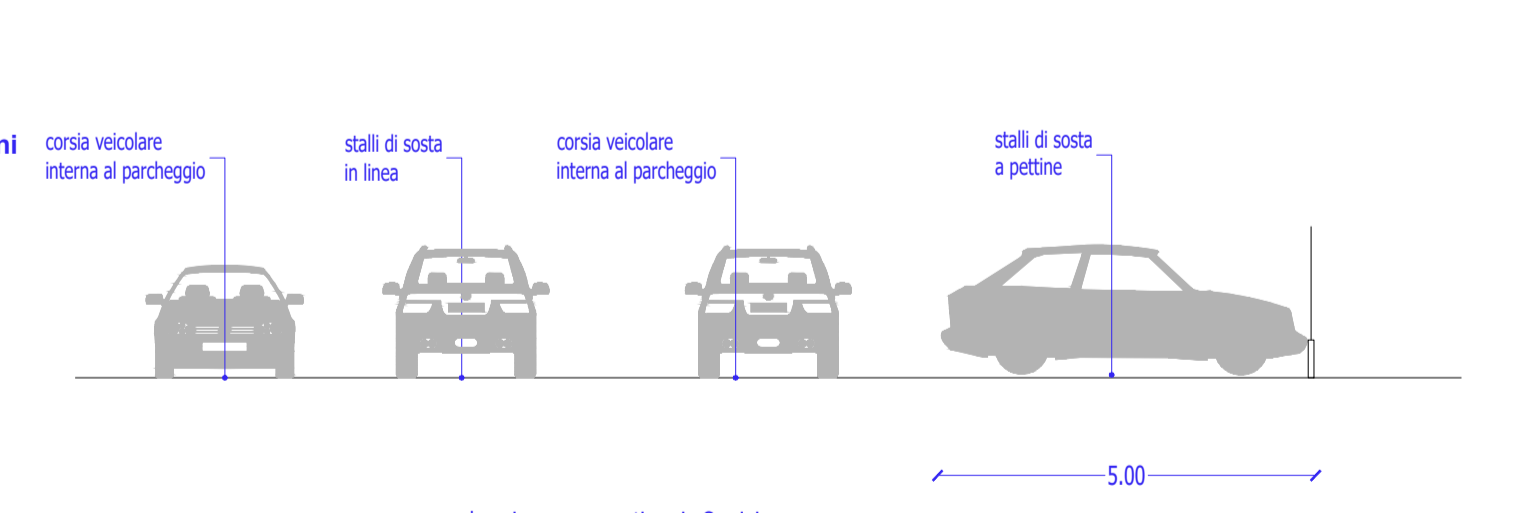 ni
corsia veicolare
interna al parcheggio
stalli di sosta
in linea
corsia veicolare
interna al parcheggio
stalli di sosta
a pettine
5.00